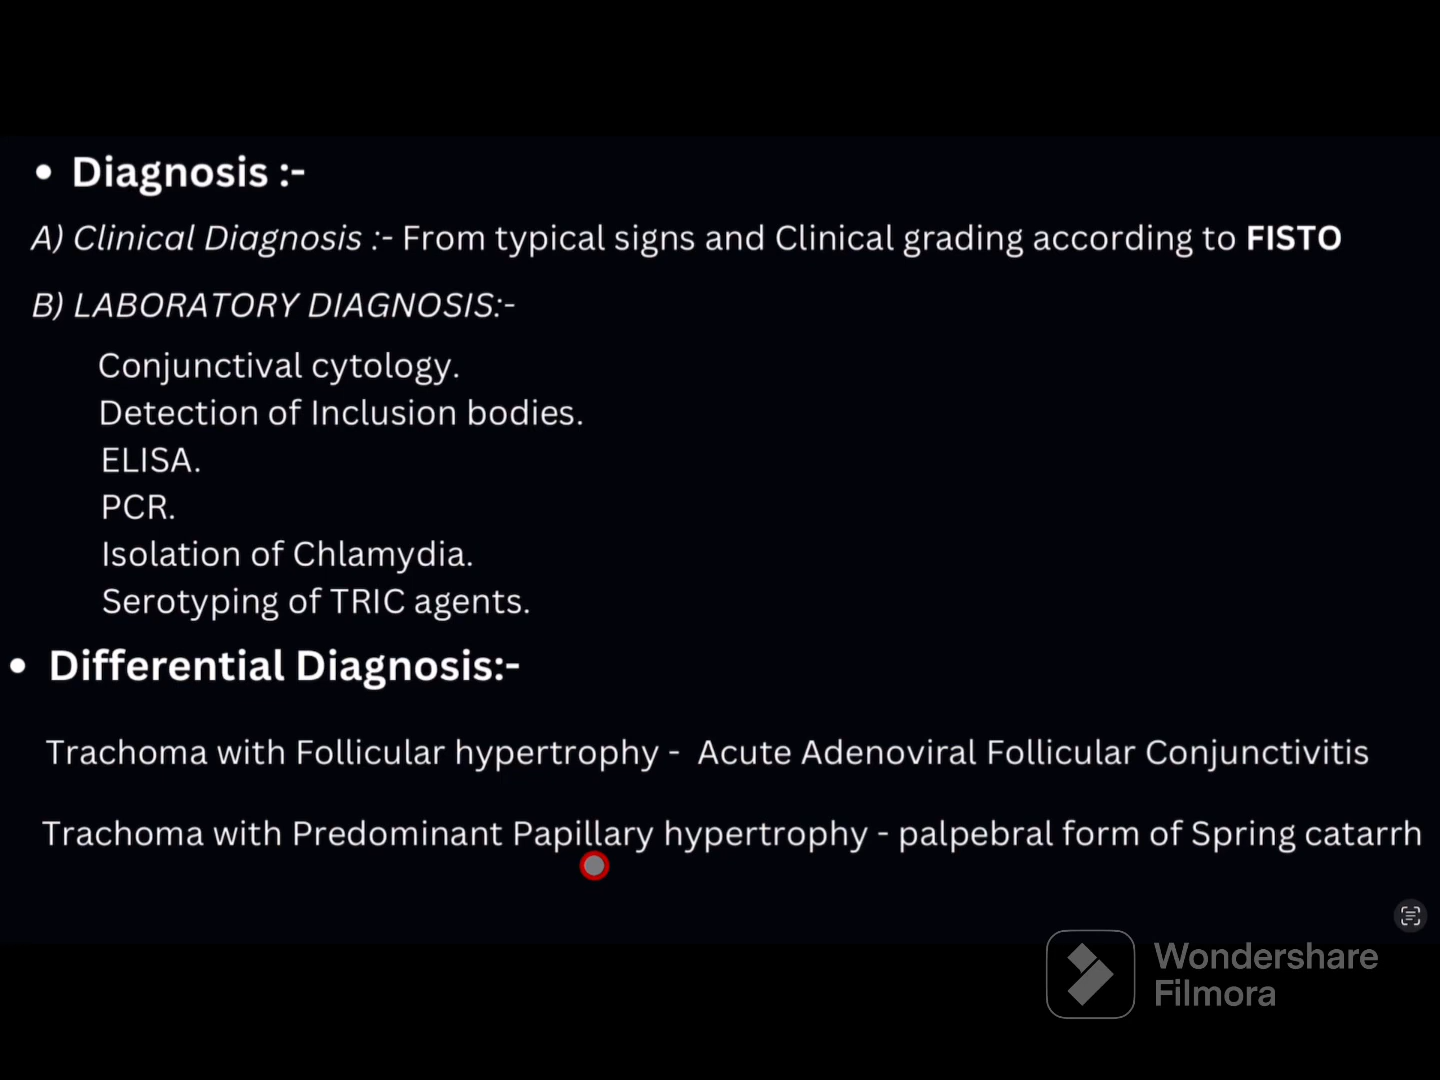 • Diagnosis :-
A) Clinical Diagnosis :- From typical signs and Clinical grading according to FISTO
B) LABORATORY DIAGNOSIS:-
Conjunctival cytology.
Detection of Inclusion bodies.
ELISA.
PCR.
Isolation of Chlamydia.
Serotyping of TRIC agents.
• Differential Diagnosis:-
Trachoma with Follicular hypertrophy - Acute Adenoviral Follicular Conjunctivitis
Trachoma with Predominant Papillary hypertrophy - palpebral form of Spring catarrh
Wondershare
Filmora